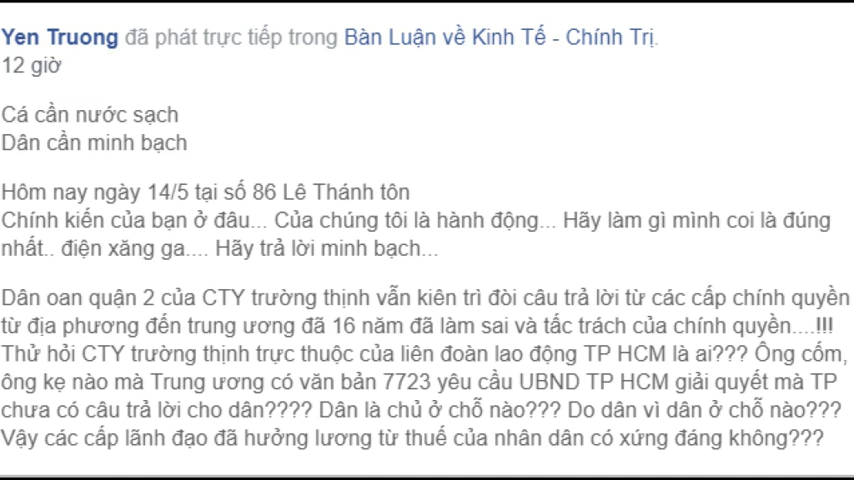 Yen Truong đã phát trực tiếp trong Bàn Luận về Kinh Tế - Chính Trị.
12 giờ
Cá cần nước sạch
Dân cần minh bạch
Hôm nay ngày 14/5 tại số 86 Lê Thánh tôn
Chính kiến của bạn ở đâu... Của chúng tôi là hành động... Hãy làm gì mình coi là đúng
nhất.. điện xăng ga.... Hãy trả lời minh bạch...
Dân oan quận 2 của CTY trường thịnh vẫn kiên trì đòi câu trả lời từ các cấp chính quyền
từ địa phương đến trung ương đã 16 năm đã làm sai và tắc trách của chính quyền....!!!
Thử hỏi CTY trường thịnh trực thuộc của liên đoàn lao động TP HCM là ai??? Ông cốm,
ông kẹ nào mà Trung ương có văn bản 7723 yêu cầu UBND TP HCM giải quyết mà TP
chưa có câu trả lời cho dân???? Dân là chủ ở chỗ nào??? Do dân vì dân ở chỗ nào???
Vậy các cấp lãnh đạo đã hưởng lương từ thuế của nhân dân có xứng đáng không???